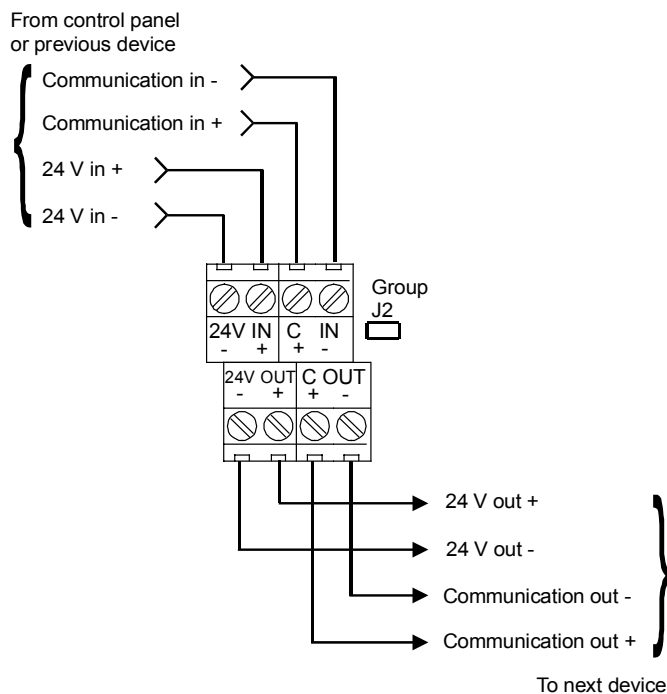 From control panel
or previous device
Communication in -
Communication in +
24 V in +
24 V in -
Group
J2
24V IN C IN
- + + -
24V OUT C OUT
- + + -
24 V out +
24 V out -
Communication out -
Communication out +
To next device